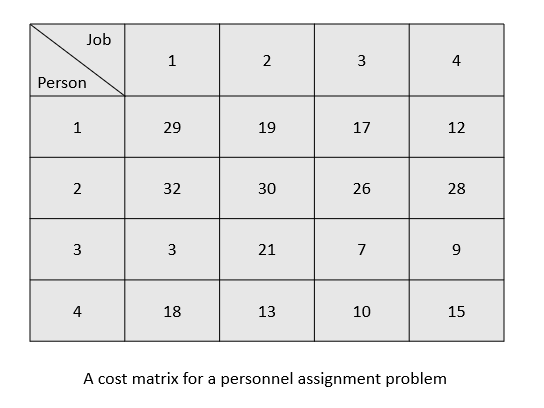 Job
Person
1 2 3 4
1 29 19 17 12
2 32 30 26 28
3 3 21 7 9
4 18 13 10 15
A cost matrix for a personnel assignment problem